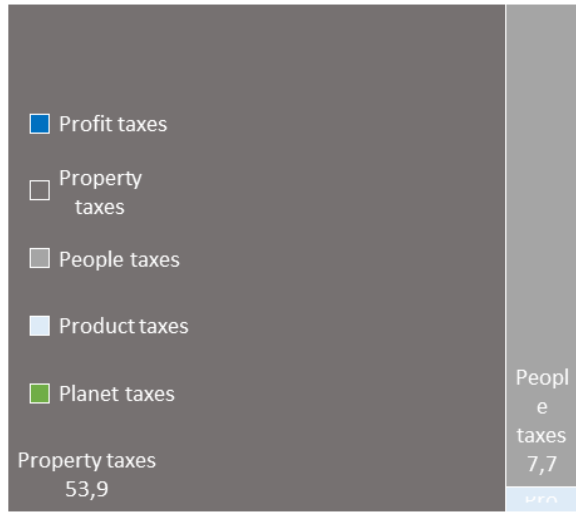 Profit taxes
Property
taxes
People taxes
Product taxes
Planet taxes
Property taxes
53,9
Peopl
e
taxes
7,7